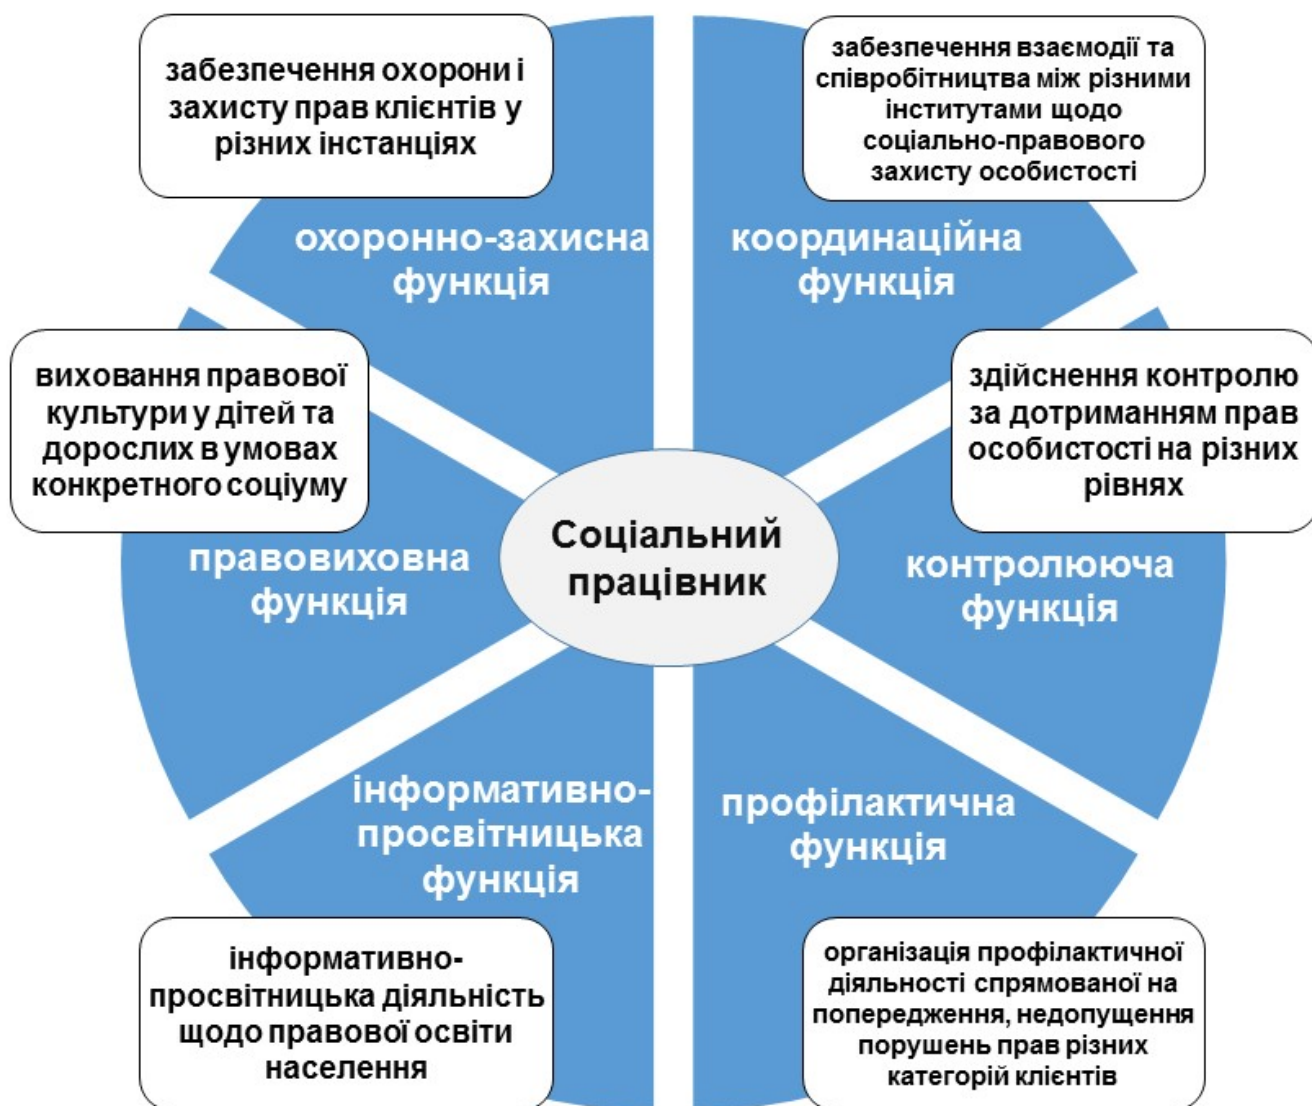 забезпечення охорони і
захисту прав клієнтів у
різних інстанціях
охоронно-захисна
функція
забезпечення взаємодії та
співробітництва між різними
інститутами щодо
соціально-правового
захисту особистості
координаційна
функція
виховання правової
культури у дітей та
дорослих в умовах
конкретного соціуму
правовиховна
функція
Соціальний
працівник
здійснення контролю
за дотриманням прав
особистості на різних
рівнях
контролююча
функція
інформативно-
просвітницька
функція
інформативно-
просвітницька діяльність
щодо правової освіти
населення
профілактична
функція
організація профілактичної
діяльності спрямованої на
попередження, недопущення
порушень прав різних
категорій клієнтів